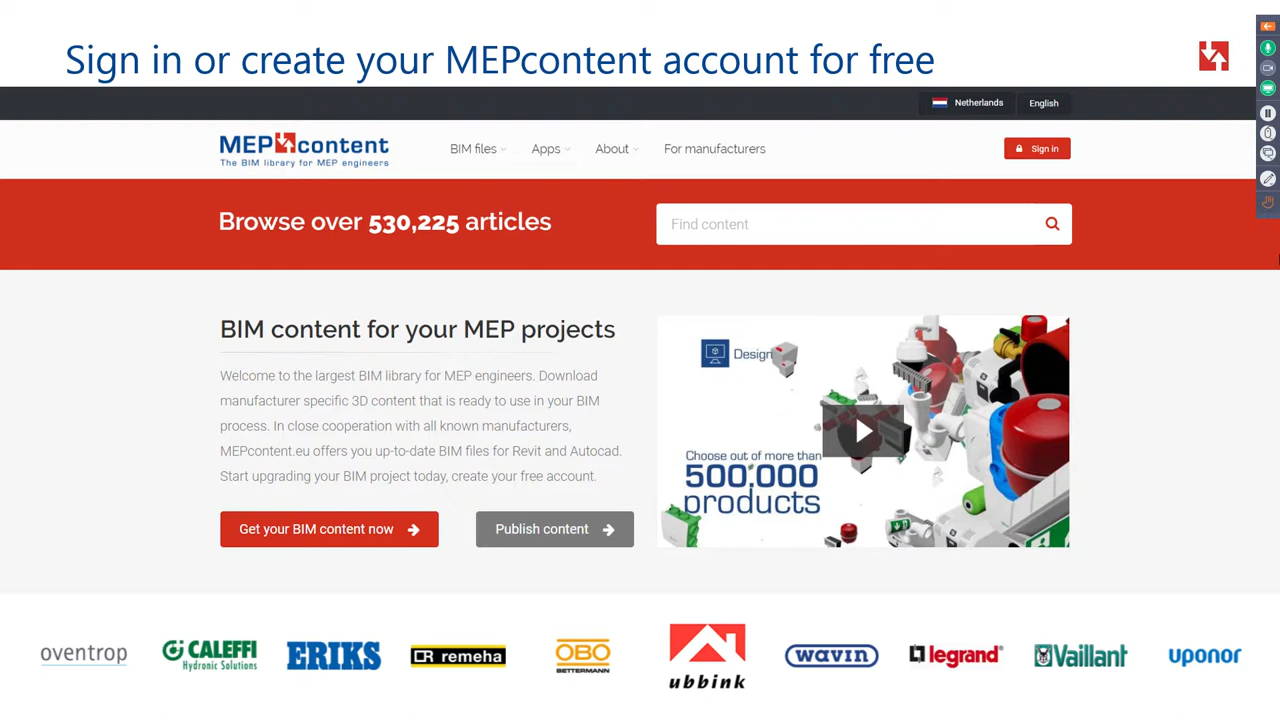 Sign in or create your MEPcontent account for free
Netherlands
English
MEPcontent
The BIM library for MEP engineers
BIM files
Apps
About
For manufacturers
Sign in
Browse over 530,225 articles
Find content
BIM content for your MEP projects
Welcome to the largest BIM library for MEP engineers. Download
manufacturer specific 3D content that is ready to use in your BIM
process. In close cooperation with all known manufacturers,
MEPcontent.eu offers you up-to-date BIM files for Revit and Autocad.
Start upgrading your BIM project today, create your free account.
Get your BIM content now
Publish content
Design
Choose out of more than
500.000
products
oventrop
CALEFFI
Hydronic Solutions
ERIKS
remeha
OBO
BETTERMANN
ubbink
wavin
legrand
Vaillant
uponor